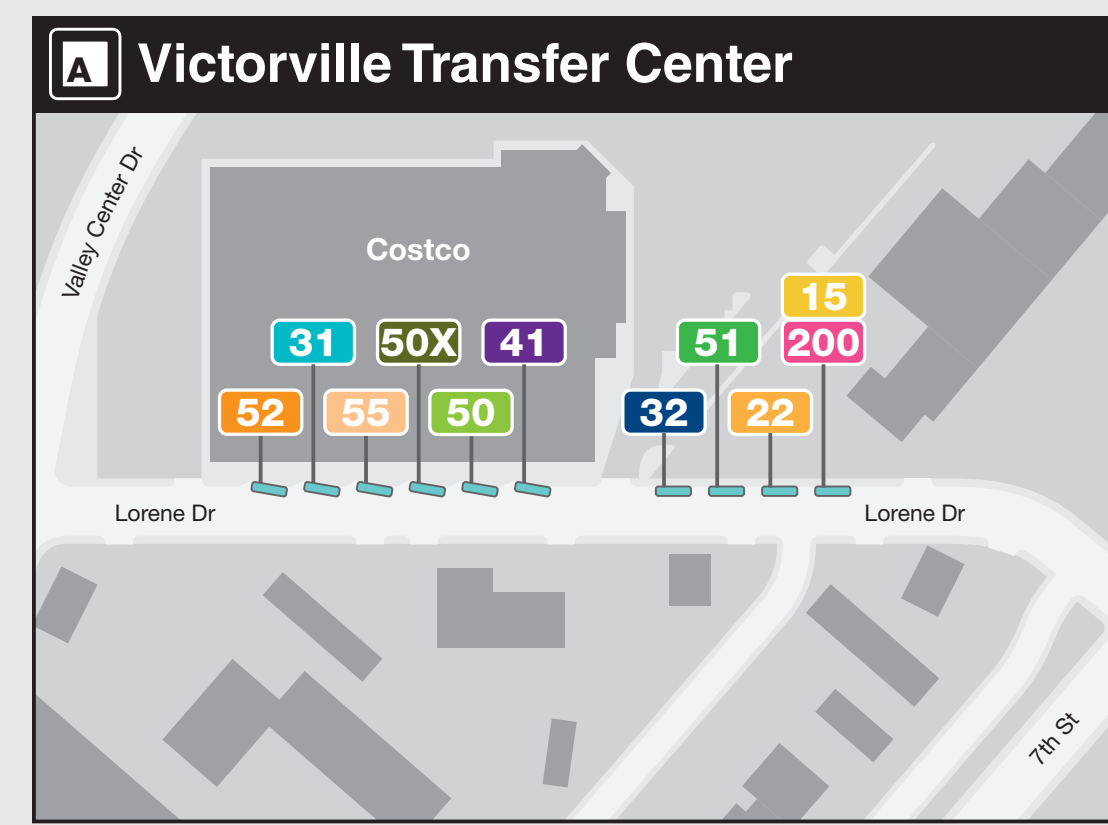 A Victorville Transfer Center
Valley Center Dr
Costco
15
31 50X 41 51 200
52 55 50 32 22
Lorene Dr Lorene Dr
7th St